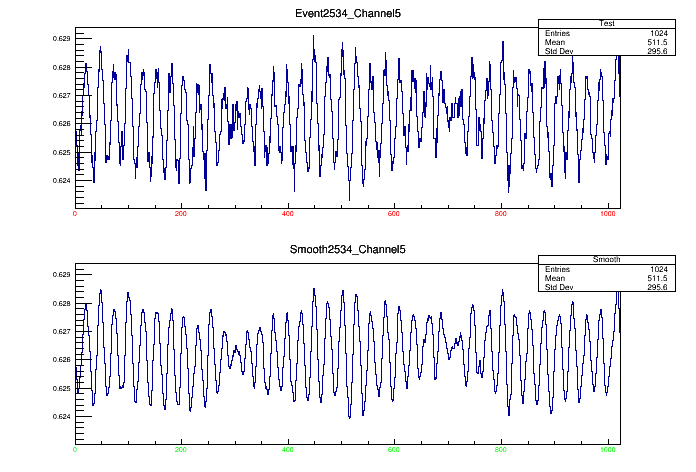 Event2534_Channel5
Test
Entries 1024
Mean 511.5
Std Dev 295.6
0.629
0.628
0.627
0.626
0.625
0.624
0 200 400 600 800 1000
Smooth2534_Channel5
Smooth
Entries 1024
Mean 511.5
Std Dev 295.6
0.629
0.628
0.627
0.626
0.625
0.624
0 200 400 600 800 1000